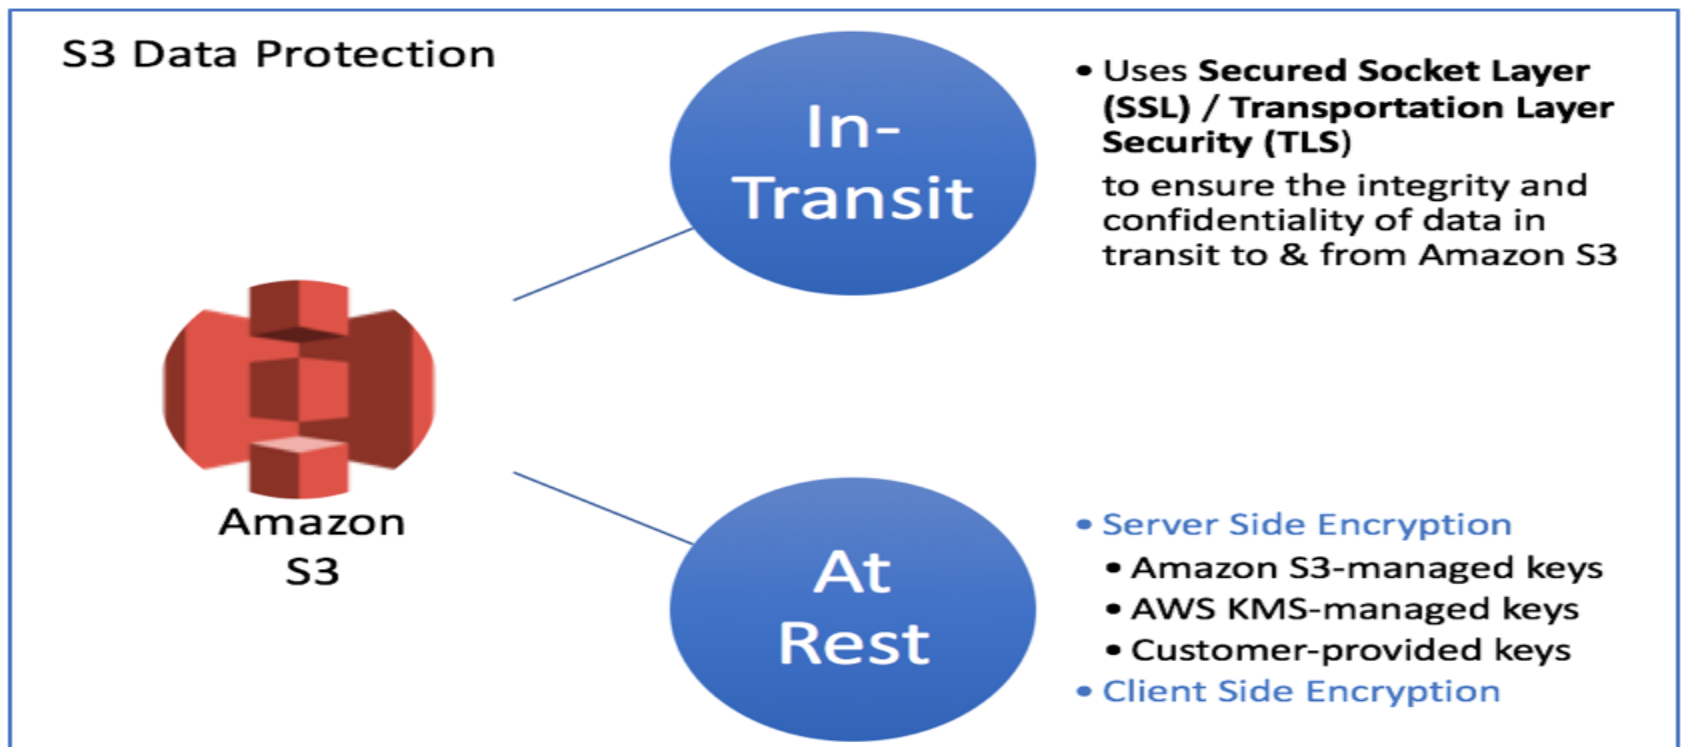 S3 Data Protection
In-
Transit
• Uses Secured Socket Layer
(SSL) / Transportation Layer
Security (TLS)
to ensure the integrity and
confidentiality of data in
transit to & from Amazon S3
Amazon
S3
At
Rest
• Server Side Encryption
• Amazon S3-managed keys
• AWS KMS-managed keys
• Customer-provided keys
• Client Side Encryption